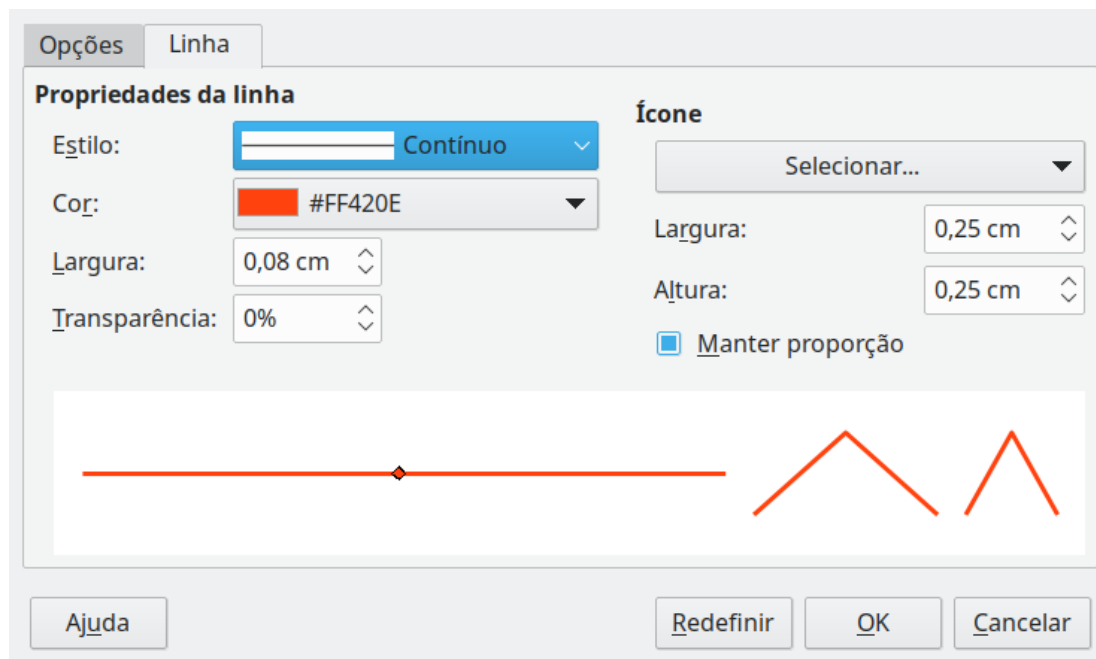 Opções
Linha
Propriedades da linha
Estilo:
Contínuo
Cor:
#FF420E
Largura:
0,08 cm
Transparência:
0%
Ícone
Selecionar...
Largura:
0,25 cm
Altura:
0,25 cm
Manter proporção
Ajuda
Redefinir
OK
Cancelar